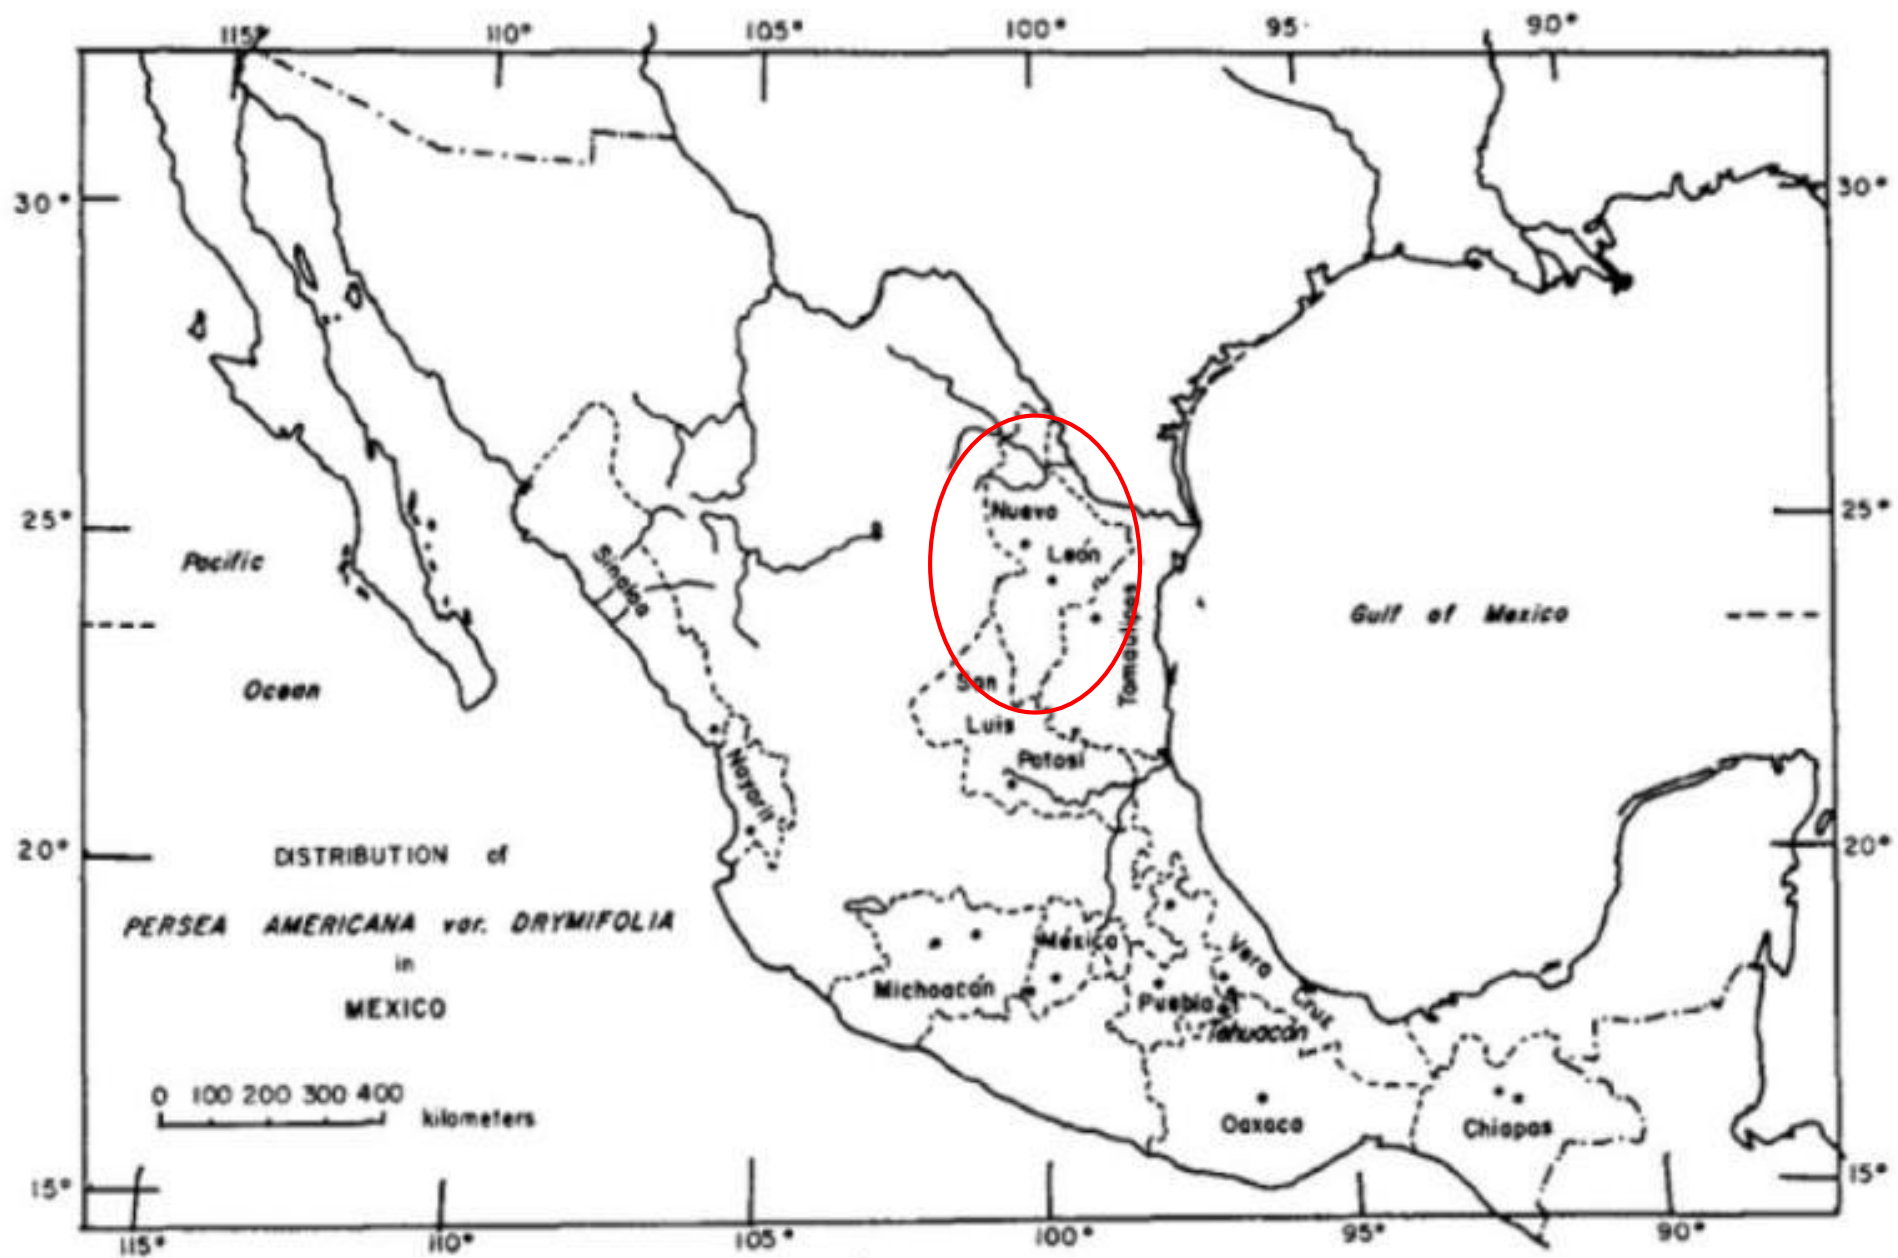 115° 110° 105° 100° 95° 90°
30° 30°
25° 25°
Nuevo
León
Pacific
Sinaloa
Tamaulipas
Gulf of Mexico
Ocean
San
Luis
Potosí
Nayarit
20° 20°
DISTRIBUTION of
PERSEA AMERICANA var. DRYMIFOLIA
in
MEXICO
México
Michoacán
Vera
Cruz
Puebla
Tehuacán
0 100 200 300 400
kilometers
Oaxaca
Chiapas
15° 15°
115° 110° 105° 100° 95° 90°